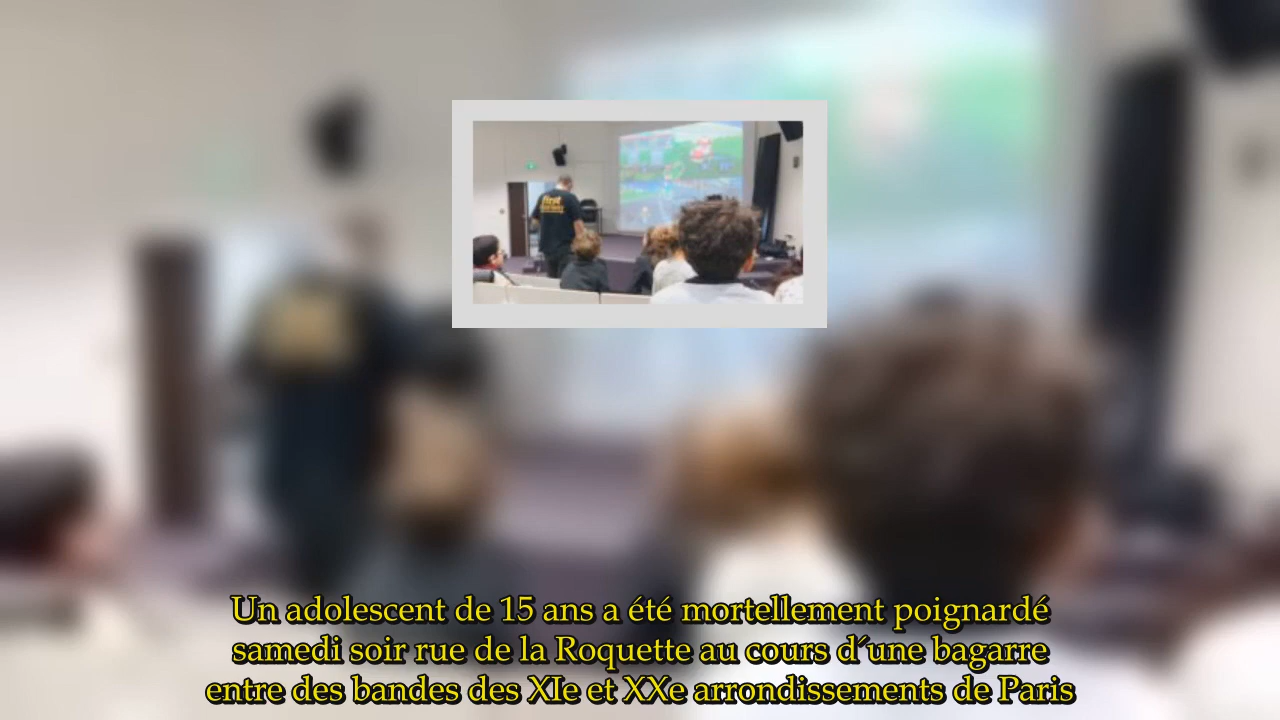 first
Un adolescent de 15 ans a été mortellement poignardé
samedi soir rue de la Roquette au cours d´une bagarre
entre des bandes des XIe et XXe arrondissements de Paris